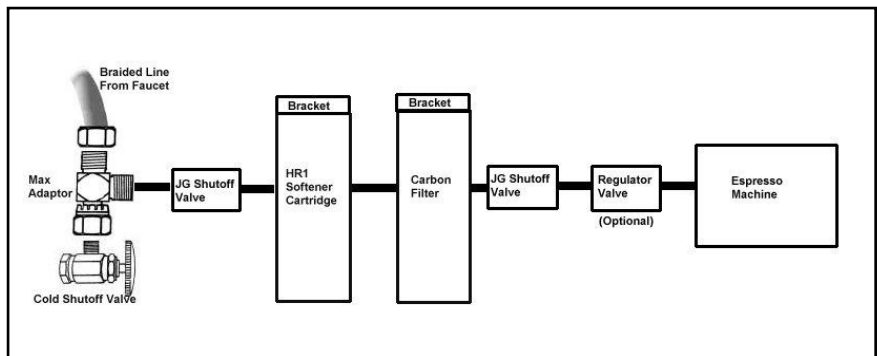 Braided Line
From Faucet
Max
Adaptor
Cold Shutoff Valve
JG Shutoff
Valve
Bracket
HR1
Softener
Cartridge
Bracket
Carbon
Filter
JG Shutoff
Valve
Regulator
Valve
(Optional)
Espresso
Machine